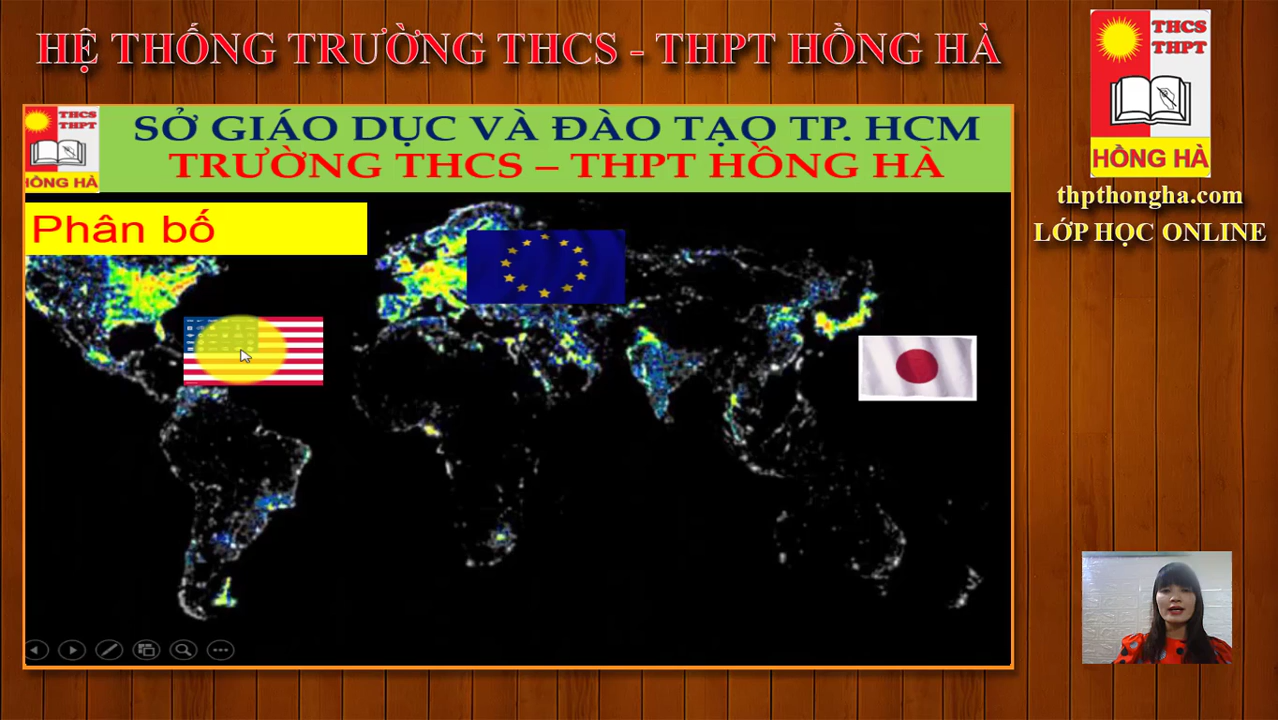 HỆ THỐNG TRƯỜNG THCS - THPT HỒNG HÀ
THCS
THPT
HỒNG HÀ
thpthongha.com
LỚP HỌC ONLINE
THCS
THPT
HỒNG HÀ
SỞ GIÁO DỤC VÀ ĐÀO TẠO TP. HCM
TRƯỜNG THCS – THPT HỒNG HÀ
Phân bố